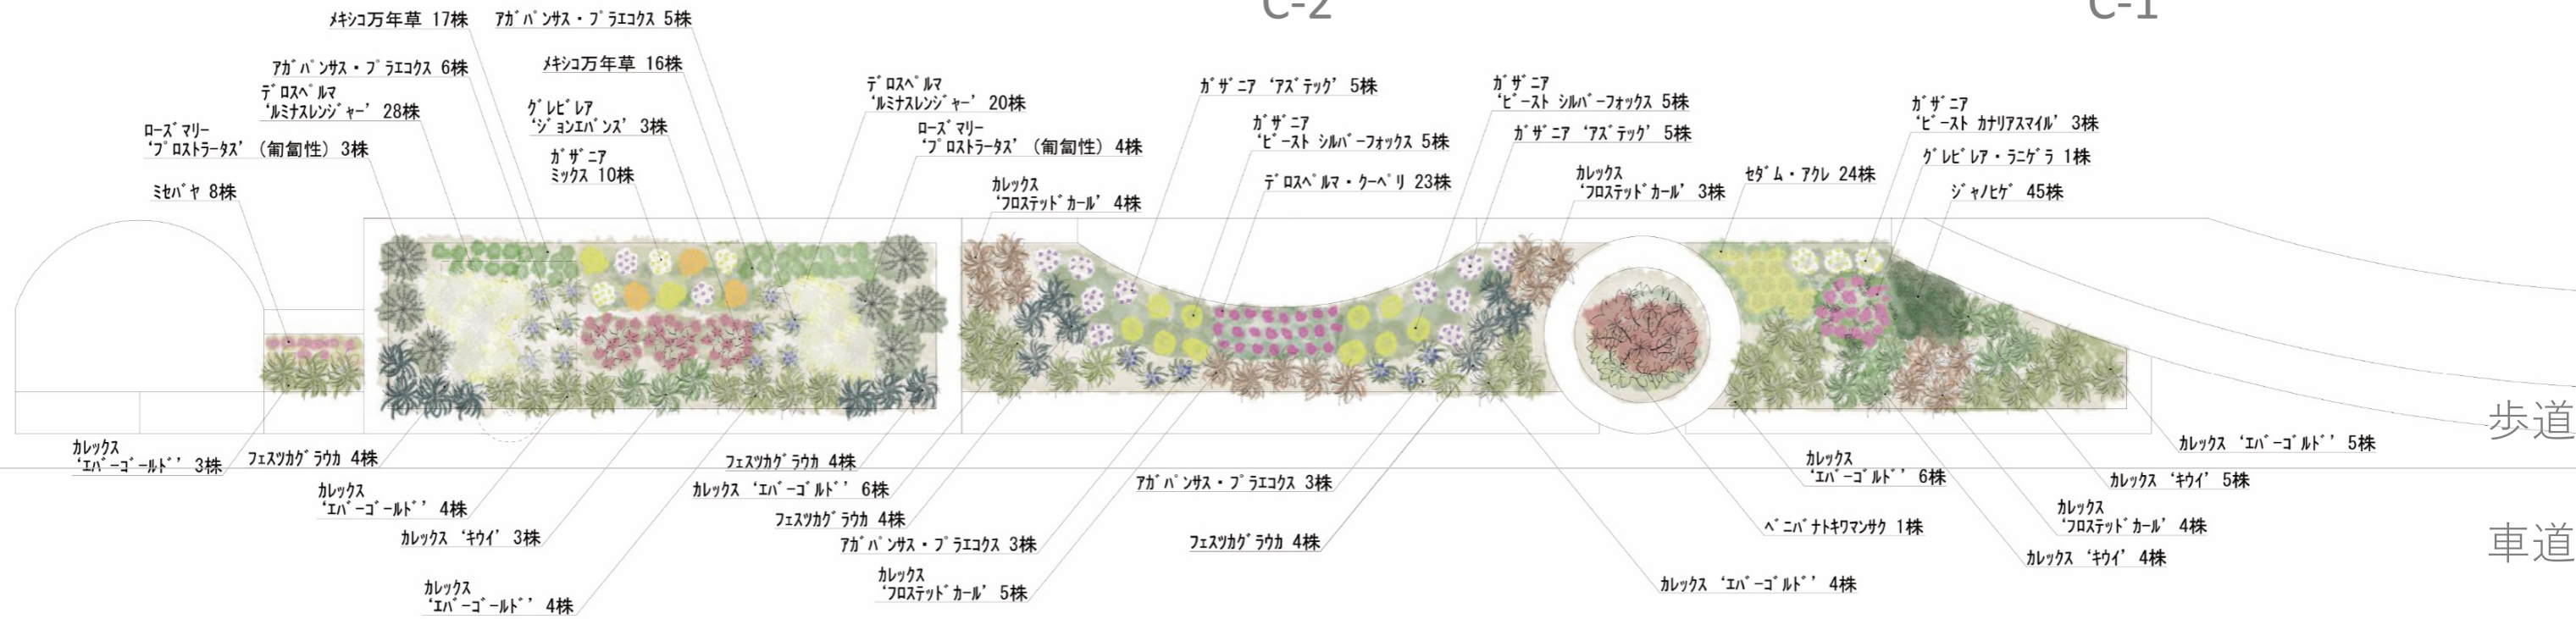 C-2
C-1
メキシコ万年草 17株
アガパンサス・プラエコクス 5株
アガパンサス・プラエコクス 6株
メキシコ万年草 16株
デロスペルマ
‘ルミナスレンジャー’ 28株
グレビレア
‘ジョンエバンス’ 3株
ローズマリー
‘プロストラータス’（匍匐性）3株
ガザニア
ミックス 10株
ミセバヤ 8株
デロスペルマ
‘ルミナスレンジャー’ 20株
ローズマリー
‘プロストラータス’（匍匐性）4株
カレックス
‘フロステッドカール’ 4株
ガザニア ‘アズテック’ 5株
ガザニア
‘ビースト シルバーフォックス 5株
デロスペルマ・クーペリ 23株
ガザニア
‘ビースト シルバーフォックス 5株
ガザニア ‘アズテック’ 5株
カレックス
‘フロステッドカール’ 3株
セダム・アクレ 24株
ガザニア
‘ビースト カナリアスマイル’ 3株
グレビレア・ラニゲラ 1株
ジャノヒゲ 45株
歩道
車道
カレックス
‘エバーゴールド’ 3株
フェスツカグラウカ 4株
カレックス
‘エバーゴールド’ 4株
カレックス ‘キウイ’ 3株
カレックス
‘エバーゴールド’ 4株
フェスツカグラウカ 4株
カレックス ‘エバーゴルド’ 6株
フェスツカグラウカ 4株
アガパンサス・プラエコクス 3株
カレックス
‘フロステッドカール’ 5株
アガパンサス・プラエコクス 3株
フェスツカグラウカ 4株
カレックス ‘エバーゴルド’ 4株
ベニバナトキワマンサク 1株
カレックス
‘エバーゴルド’ 6株
カレックス ‘キウイ’ 4株
カレックス
‘フロステッドカール’ 4株
カレックス ‘キウイ’ 5株
カレックス ‘エバーゴルド’ 5株